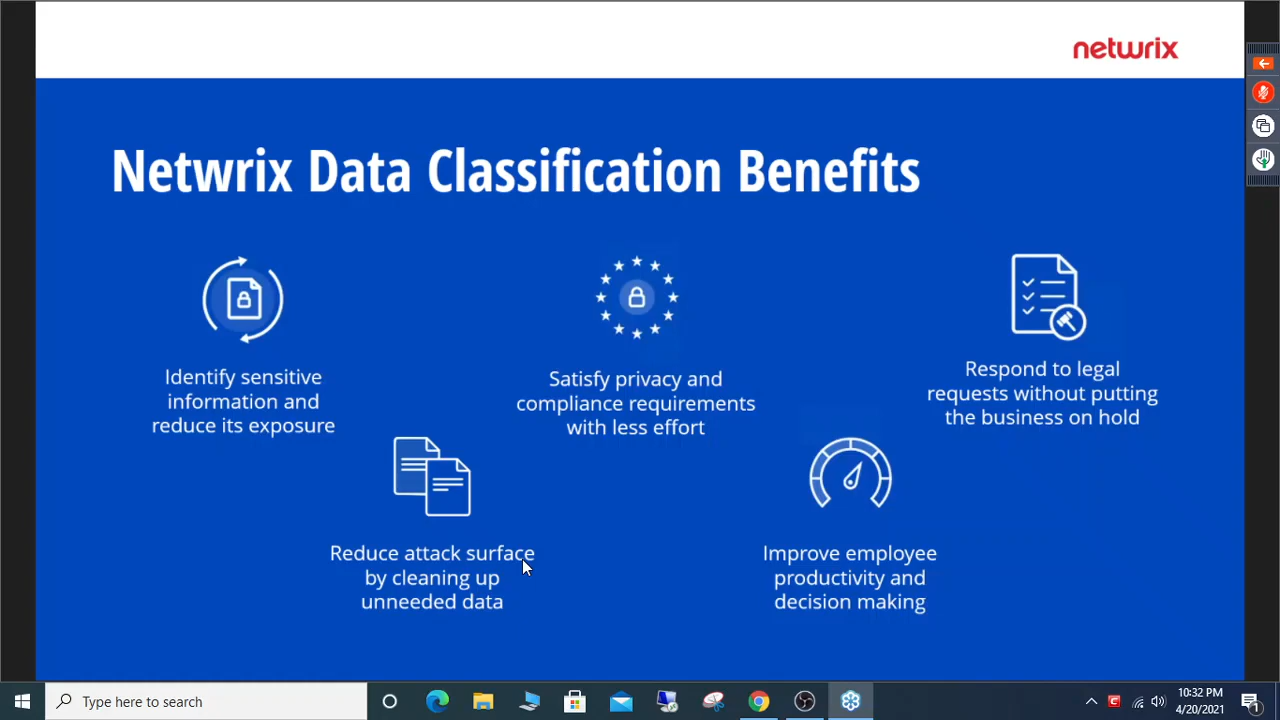 netwrix
Netwrix Data Classification Benefits
Identify sensitive
information and
reduce its exposure
Satisfy privacy and
compliance requirements
with less effort
Respond to legal
requests without putting
the business on hold
Reduce attack surface
by cleaning up
unneeded data
Improve employee
productivity and
decision making
Type here to search
10:32 PM
4/20/2021
1